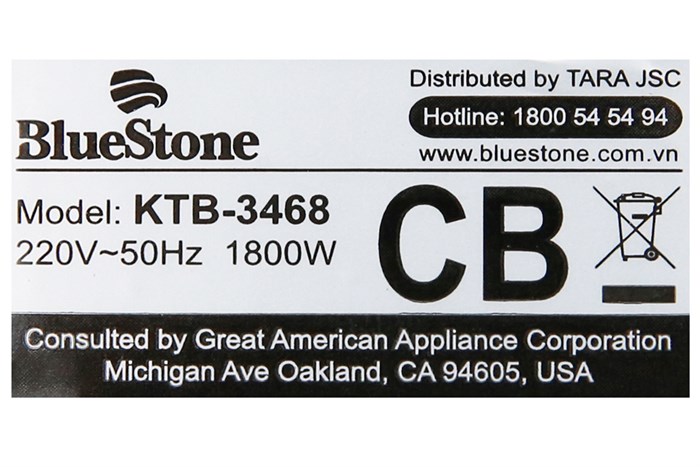 BlueStone
Distributed by TARA JSC
Hotline: 1800 54 54 94
www.bluestone.com.vn
Model: KTB-3468
220V~50Hz 1800W
CB
Consulted by Great American Appliance Corporation
Michigan Ave Oakland, CA 94605, USA